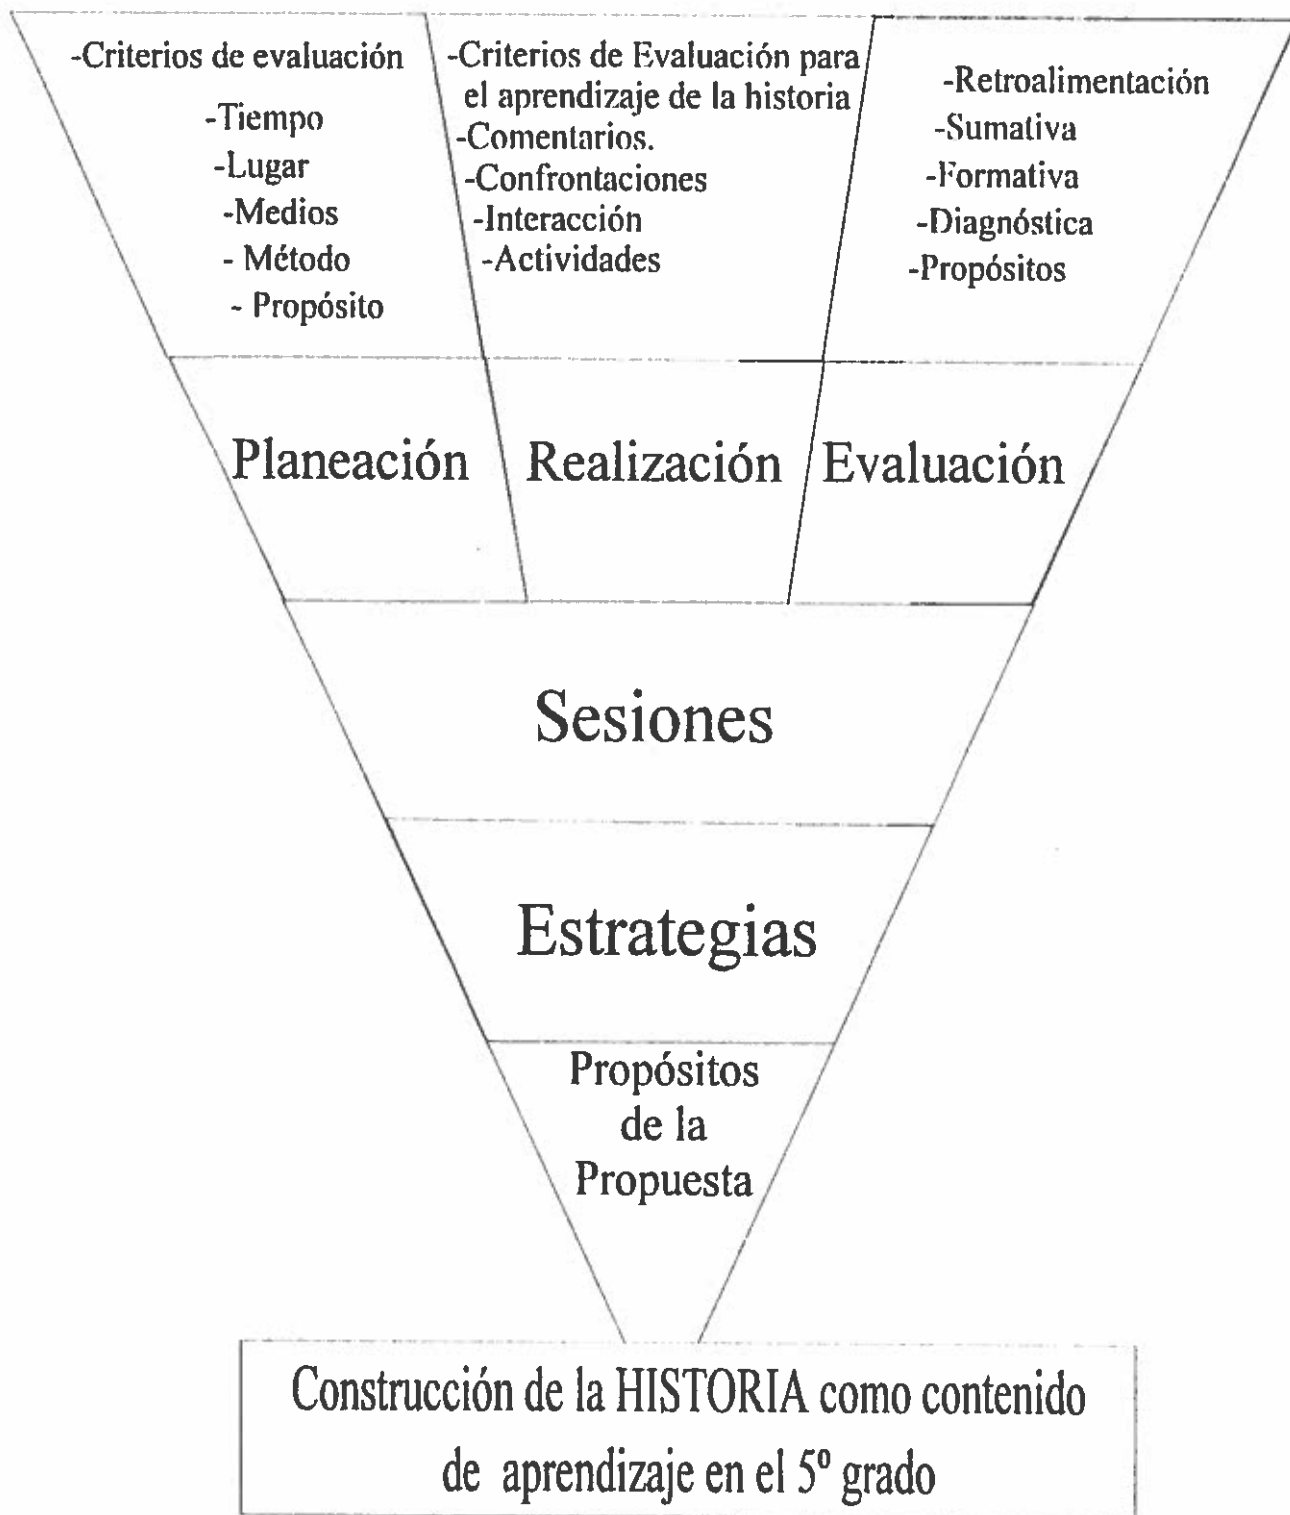 -Criterios de evaluación
-Tiempo
-Lugar
-Medios
- Método
- Propósito
-Criterios de Evaluación para
el aprendizaje de la historia
-Comentarios.
-Confrontaciones
-Interacción
-Actividades
-Retroalimentación
-Sumativa
-Formativa
-Diagnóstica
-Propósitos
Planeación
Realización
Evaluación
Sesiones
Estrategias
Propósitos
de la
Propuesta
Construcción de la HISTORIA como contenido
de aprendizaje en el 5º grado